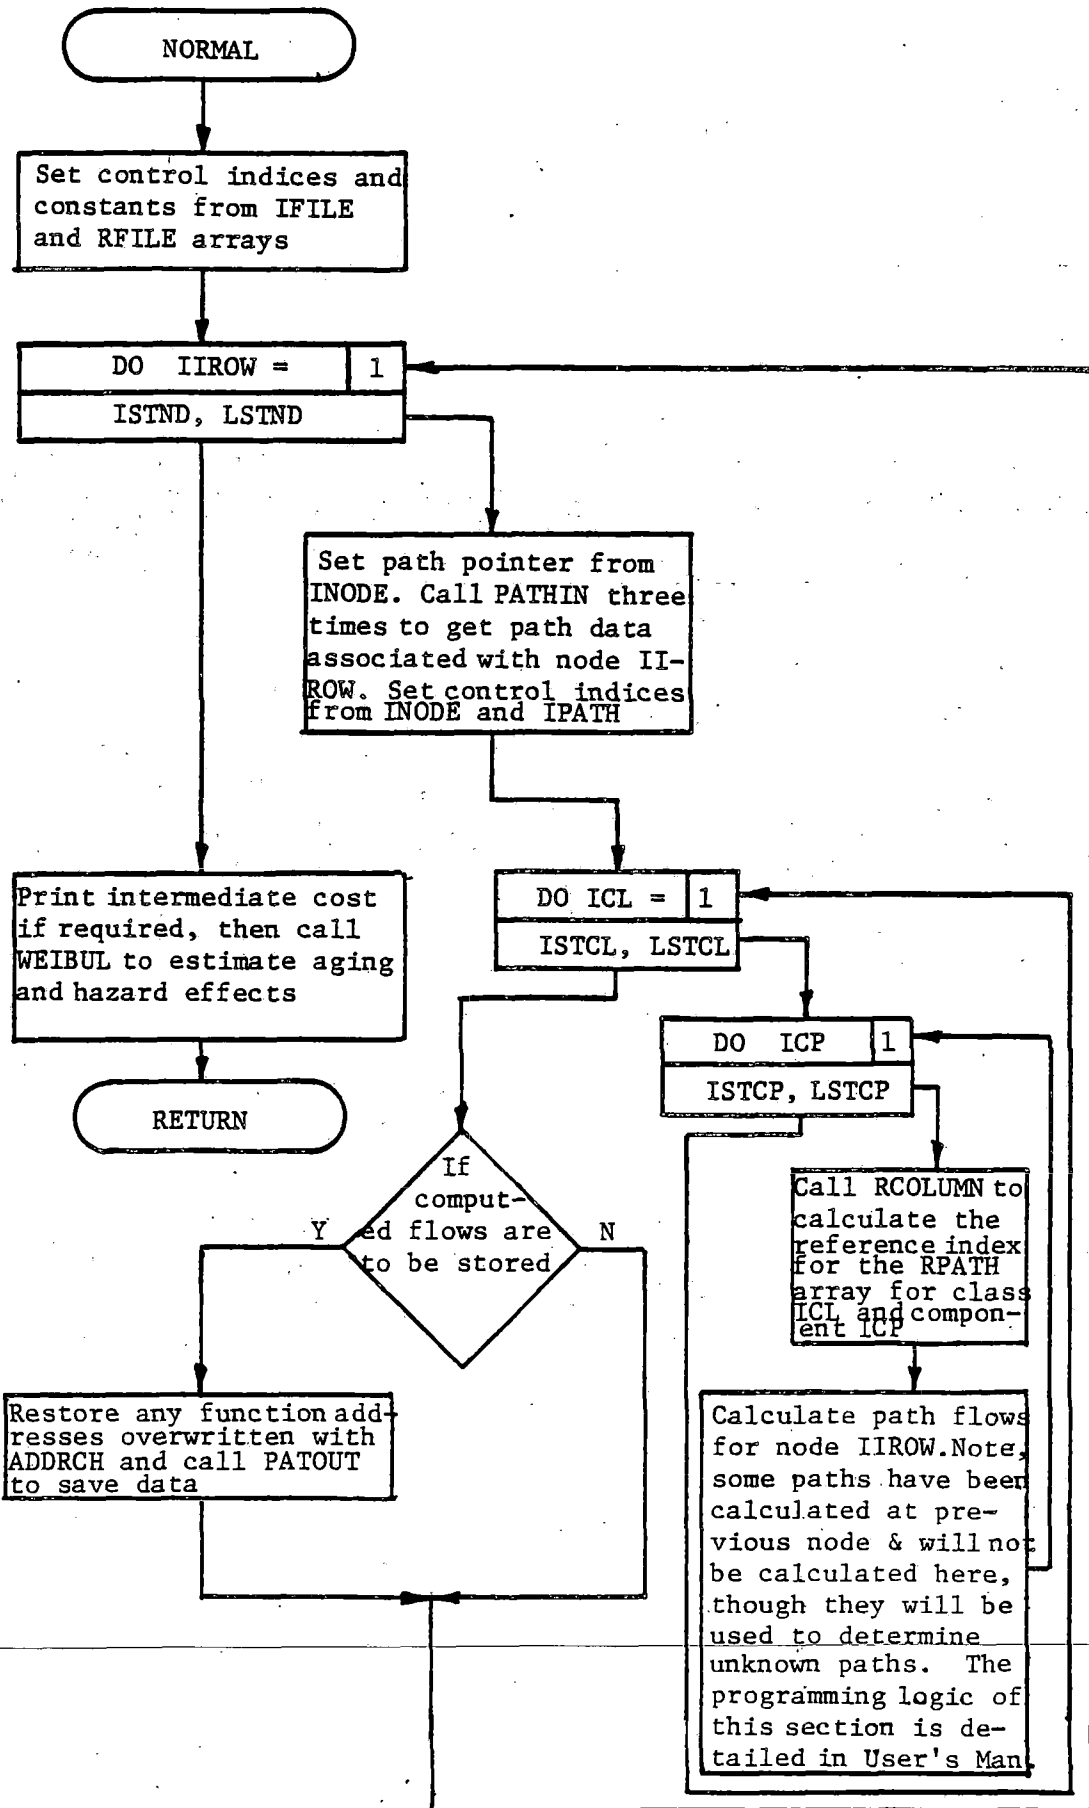 NORMAL
Set control indices and
constants from IFILE
and RFILE arrays
DO IIROW = 1
ISTND, LSTND
Set path pointer from
INODE. Call PATHIN three
times to get path data
associated with node II-
ROW. Set control indices
from INODE and IPATH
Print intermediate cost
if required, then call
WEIBUL to estimate aging
and hazard effects
RETURN
DO ICL = 1
ISTCL, LSTCL
DO ICP 1
ISTCP, LSTCP
Call RCOLUMN to
calculate the
reference index
for the RPATH
array for class
ICL and compon-
ent ICP
If
comput-
ed flows are
to be stored
Y
N
Restore any function add-
resses overwritten with
ADDRCH and call PATOUT
to save data
Calculate path flows
for node IIROW.Note,
some paths have been
calculated at pre-
vious node & will not
be calculated here,
though they will be
used to determine
unknown paths. The
programming logic of
this section is de-
tailed in User's Man.